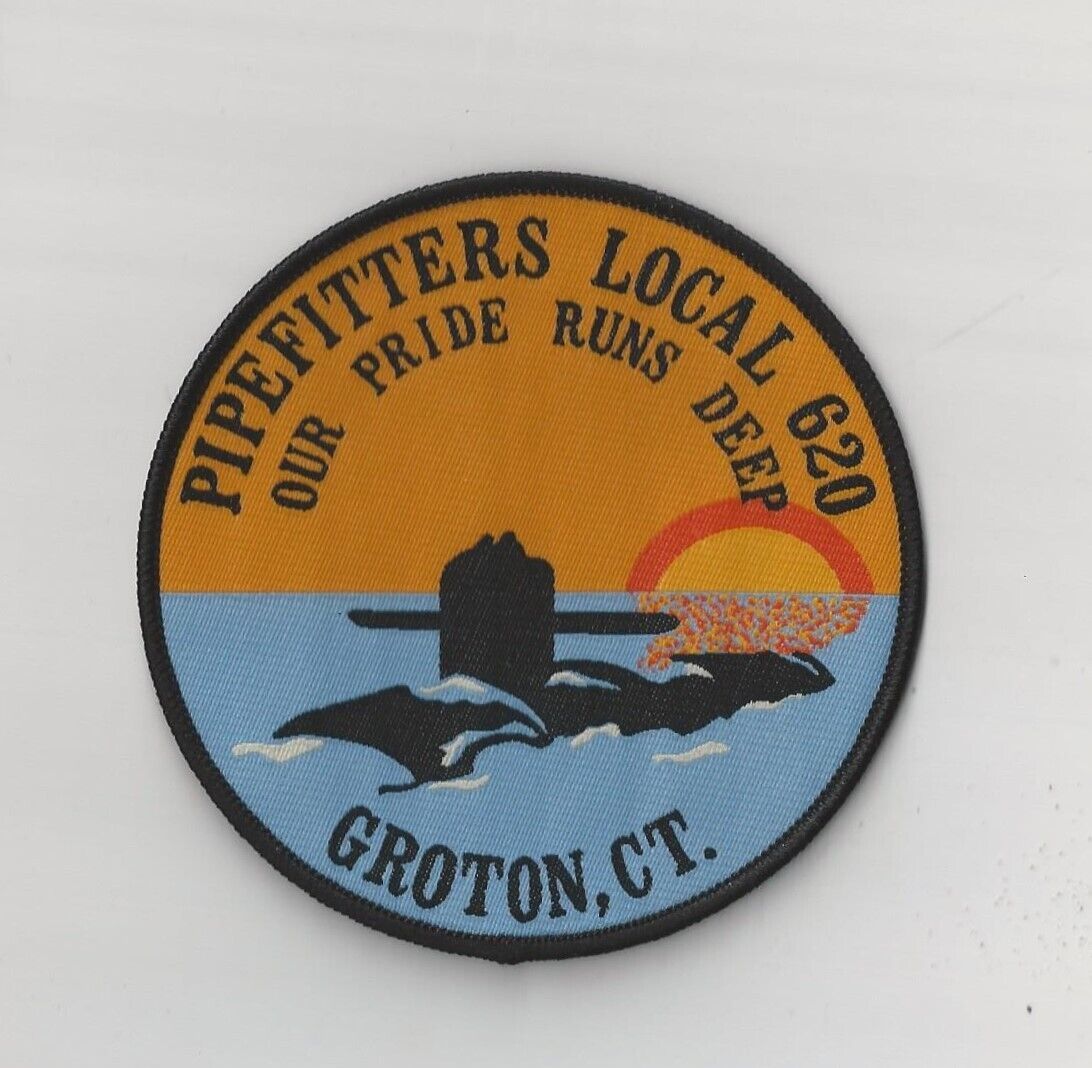 PIPEFITTERS LOCAL 620
OUR PRIDE RUNS DEEP
GROTON, CT.